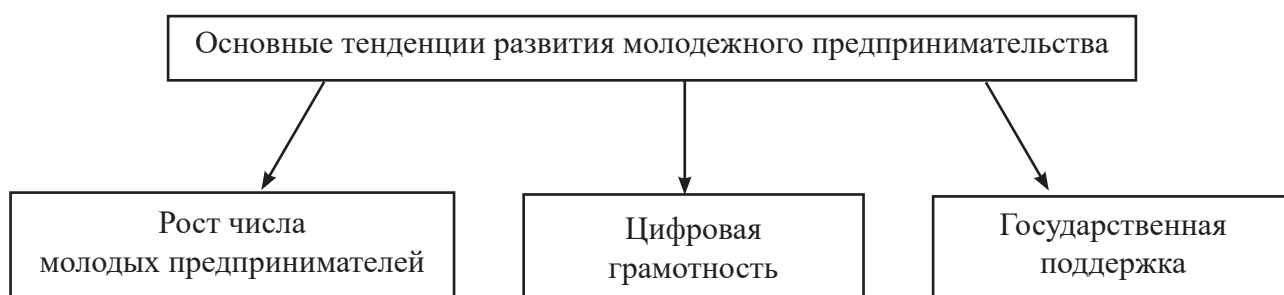 Основные тенденции развития молодежного предпринимательства
Рост числа
молодых предпринимателей
Цифровая
грамотность
Государственная
поддержка